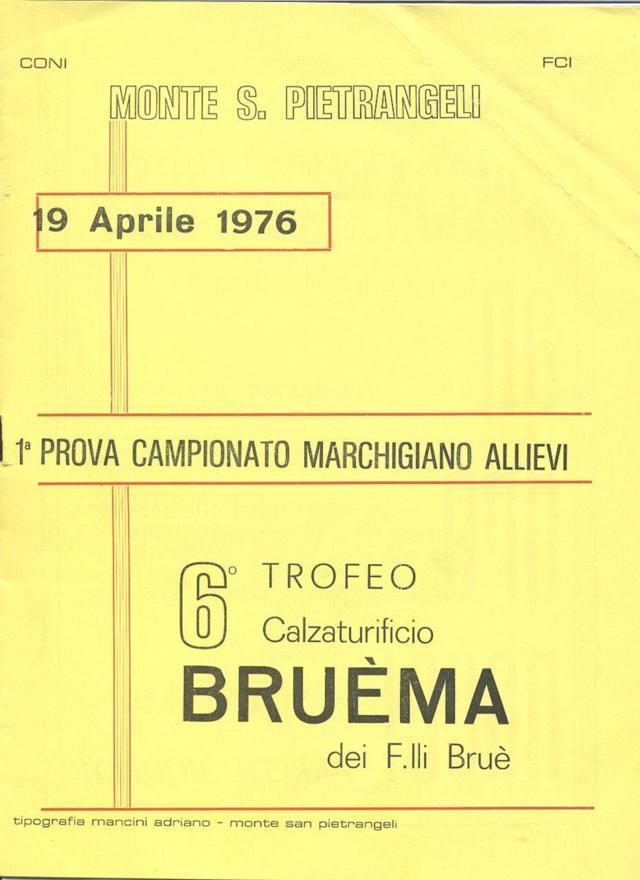 CONI FCI
MONTE S. PIETRANGELI
19 Aprile 1976
1ª PROVA CAMPIONATO MARCHIGIANO ALLIEVI
6° TROFEO
Calzaturificio
BRUÈMA
dei F.lli Bruè
tipografia mancini adriano - monte san pietrangeli